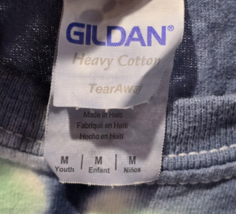 GILDAN®
Heavy Cotton
TearAway
Made in Haiti
Fabriqué en Haïti
Hecho en Haití
M M M
Youth Enfant Niños